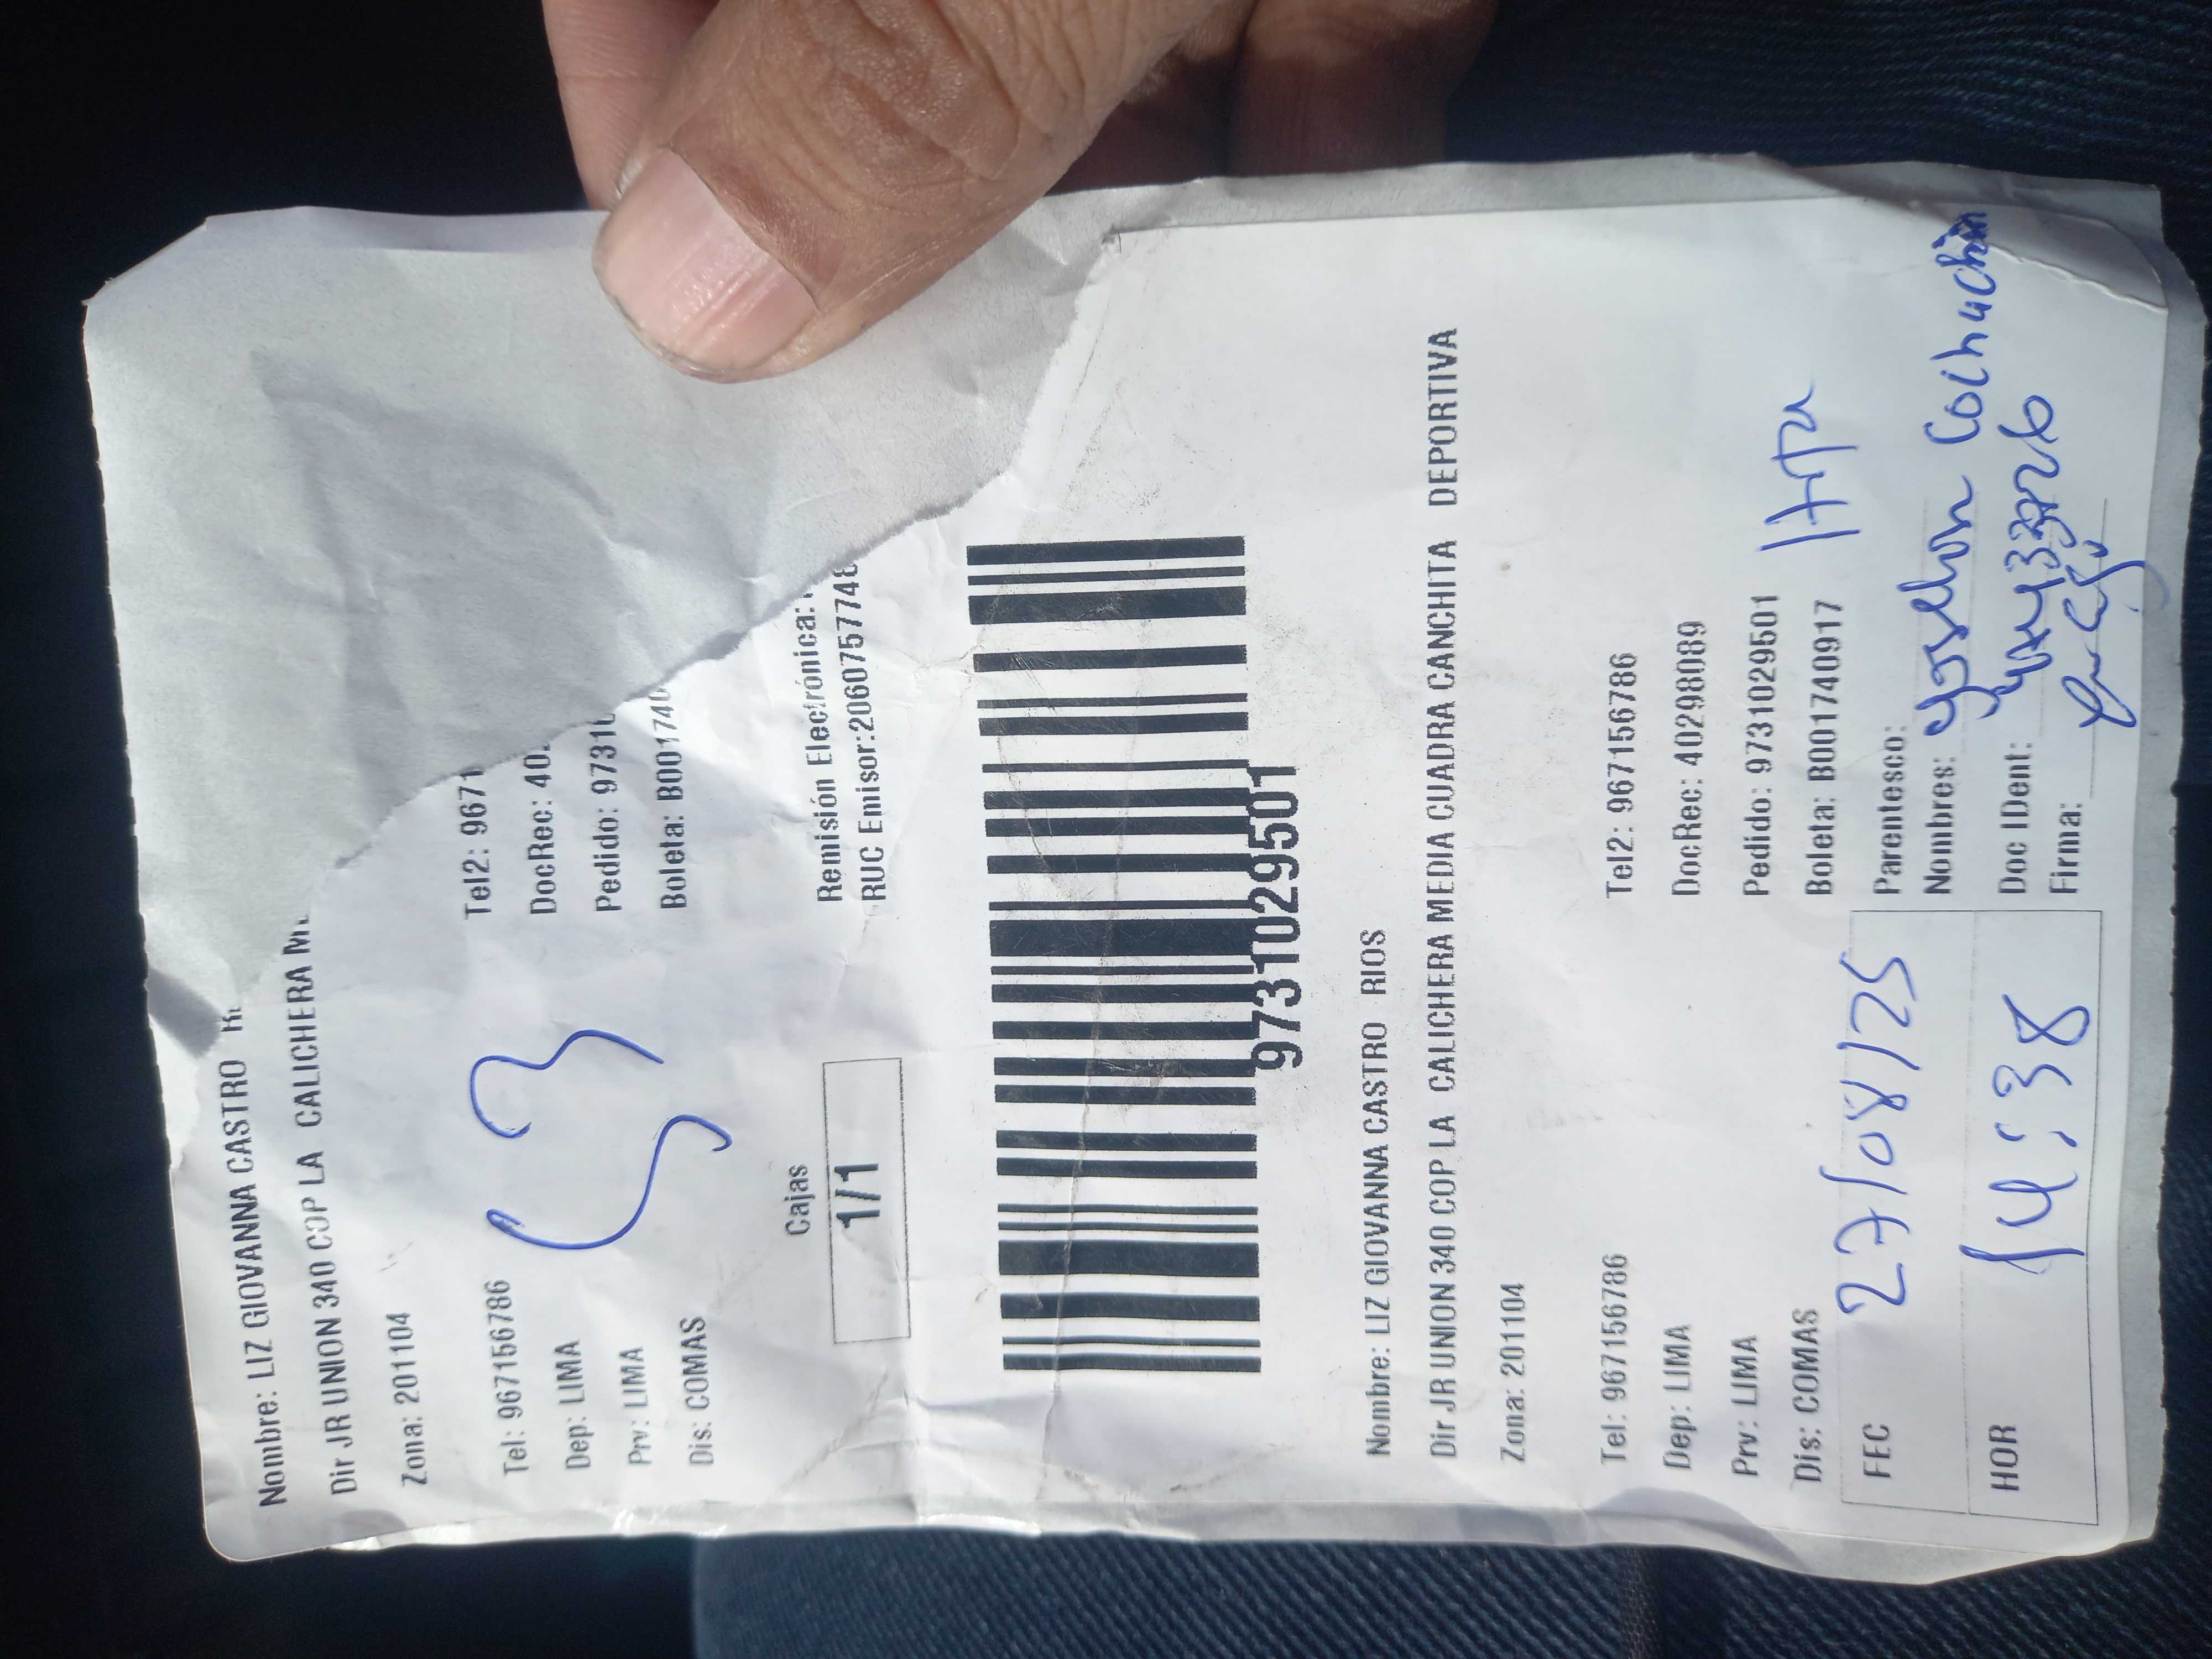 Nombre: LIZ GIOVANNA CASTRO
Dir JR UNION 340 COP LA CALICHERA
Zona: 201104
Tel: 967156786 Tel2: 9671
Dep: LIMA DocRec: 40
Prv: LIMA Pedido: 9731
Dis: COMAS Boleta: B001740
Cajas
1/1
Remisión Electrónica:
RUC Emisor:2060757748
9731029501
Nombre: LIZ GIOVANNA CASTRO RIOS
Dir JR UNION 340 COP LA CALICHERA MEDIA CUADRA CANCHITA DEPORTIVA
Zona: 201104
Tel: 967156786 Tel2: 967156786
Dep: LIMA DocRec: 40298089
Prv: LIMA Pedido: 9731029501
Dis: COMAS Boleta: B001740917
FEC 27/08/25 Parentesco:
Nombres:
HOR 14:38 Doc IDent:
Firma: